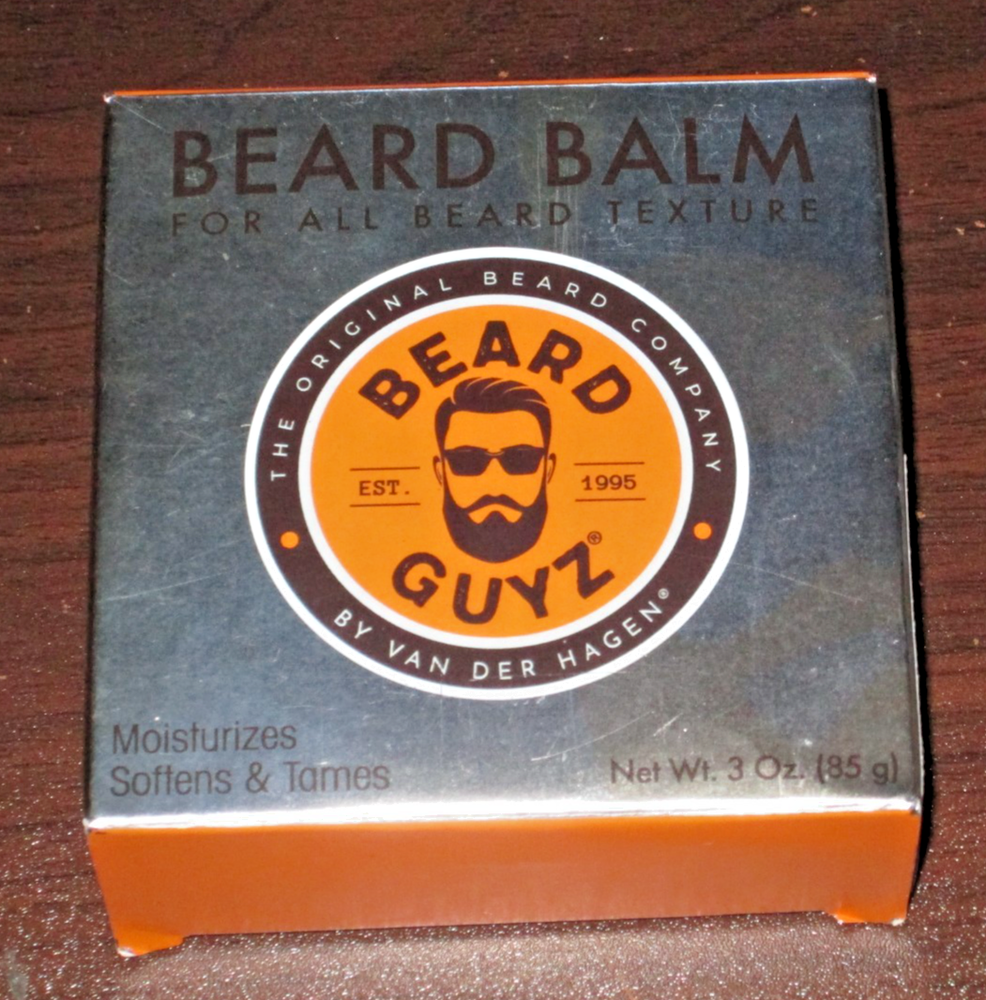 BEARD BALM
FOR ALL BEARD TEXTURE
THE ORIGINAL BEARD COMPANY
BEARD
EST. 1995
GUYZ®
BY VAN DER HAGEN®
Moisturizes
Softens & Tames
Net Wt. 3 Oz. (85 g)